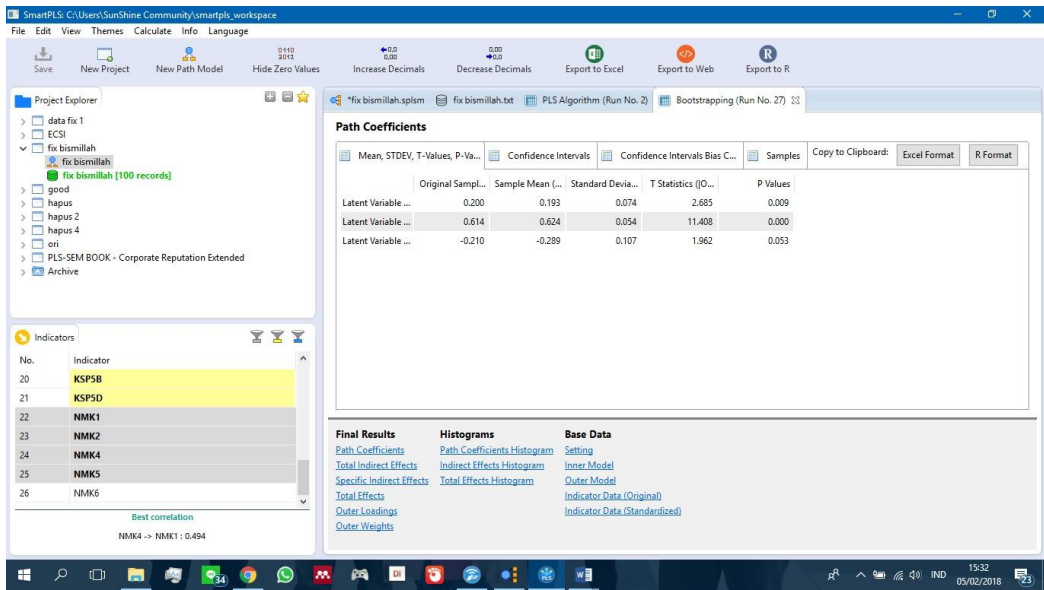 SmartPLS: C:\Users\SunShine Community\smartpls_workspace
File Edit View Themes Calculate Info Language
Save
New Project
New Path Model
Hide Zero Values
Increase Decimals
Decrease Decimals
Export to Excel
Export to Web
Export to R
Project Explorer
data fix 1
ECSI
fix bismillah
fix bismillah
fix bismillah [100 records]
good
hapus
hapus 2
hapus 4
ori
PLS-SEM BOOK - Corporate Reputation Extended
Archive
Indicators
No. Indicator
20 KSP5B
21 KSP5D
22 NMK1
23 NMK2
24 NMK4
25 NMK5
26 NMK6
Best correlation
NMK4 -> NMK1 : 0.494
*fix bismillah.splsm fix bismillah.txt PLS Algorithm (Run No. 2) Bootstrapping (Run No. 27)
Path Coefficients
Mean, STDEV, T-Values, P-Va... Confidence Intervals Confidence Intervals Bias C... Samples Copy to Clipboard: Excel Format R Format
Original Sampl... Sample Mean (... Standard Devia... T Statistics (|O... P Values
Latent Variable ... 0.200 0.193 0.074 2.685 0.009
Latent Variable ... 0.614 0.624 0.054 11.408 0.000
Latent Variable ... -0.210 -0.289 0.107 1.962 0.053
Final Results
Path Coefficients
Total Indirect Effects
Specific Indirect Effects
Total Effects
Outer Loadings
Outer Weights
Histograms
Path Coefficients Histogram
Indirect Effects Histogram
Total Effects Histogram
Base Data
Setting
Inner Model
Outer Model
Indicator Data (Original)
Indicator Data (Standardized)
34
IND
15:32
05/02/2018
23